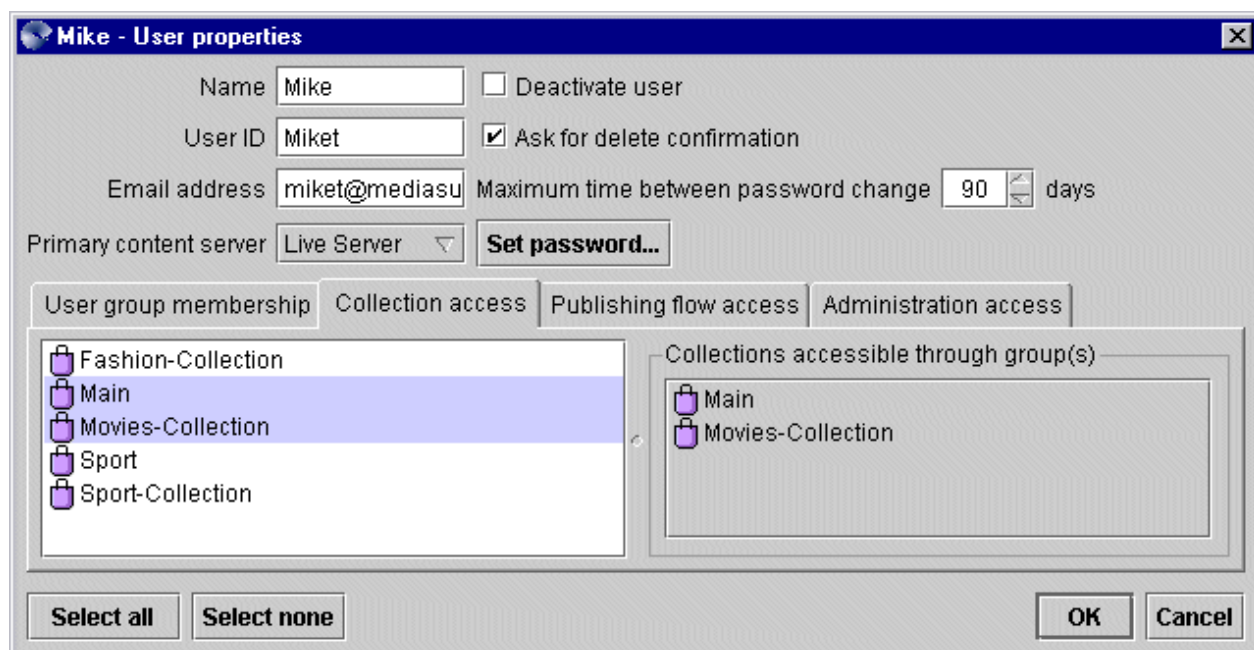 Mike - User properties
Name Mike Deactivate user
User ID Miket Ask for delete confirmation
Email address miket@mediasu Maximum time between password change 90 days
Primary content server Live Server Set password...
User group membership Collection access Publishing flow access Administration access
Fashion-Collection
Main
Movies-Collection
Sport
Sport-Collection
Collections accessible through group(s)
Main
Movies-Collection
Select all Select none OK Cancel